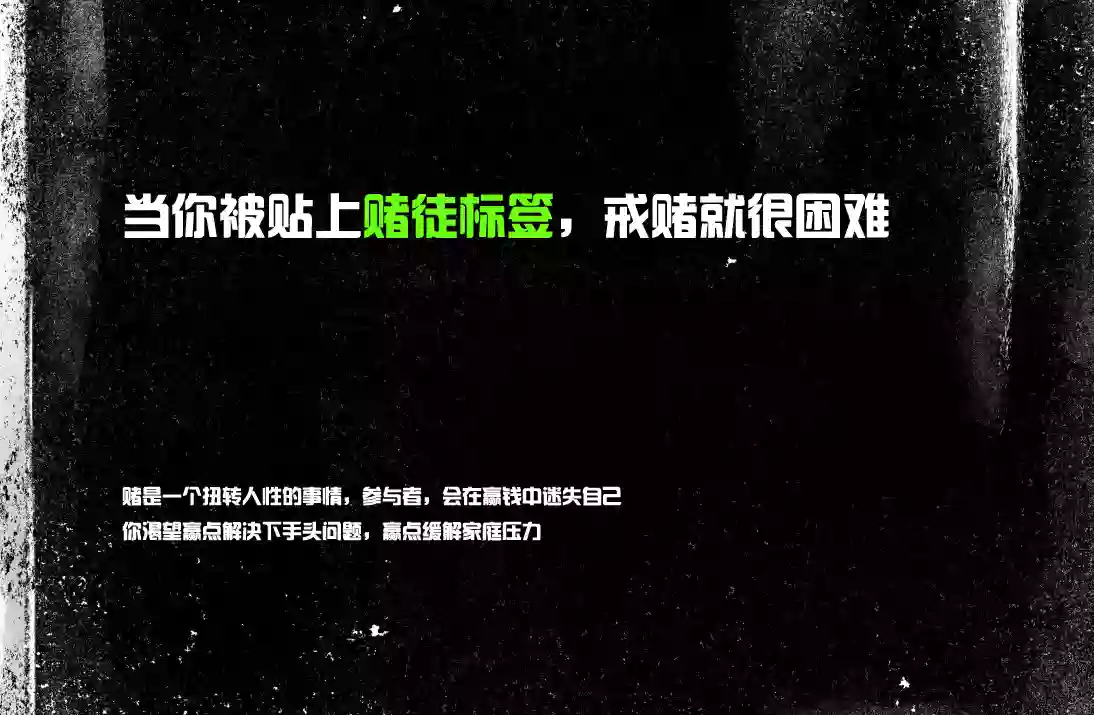 当你被贴上赌徒标签，戒赌就很困难
赌是一个扭转人性的事情，参与者，会在赢钱中迷失自己
你渴望赢点解决下手头问题，赢点缓解家庭压力